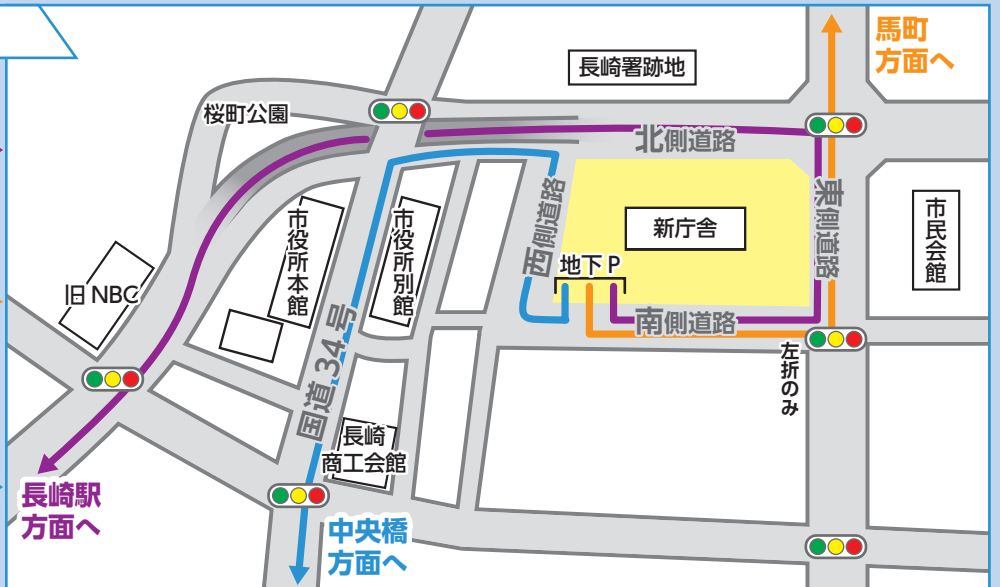 馬町
方面へ
長崎署跡地
桜町公園
北側道路
西側道路
東側道路
新庁舎
市民会館
地下P
市役所本館
市役所別館
旧NBC
南側道路
国道34号
左折のみ
長崎
商工会館
長崎駅
方面へ
中央橋
方面へ